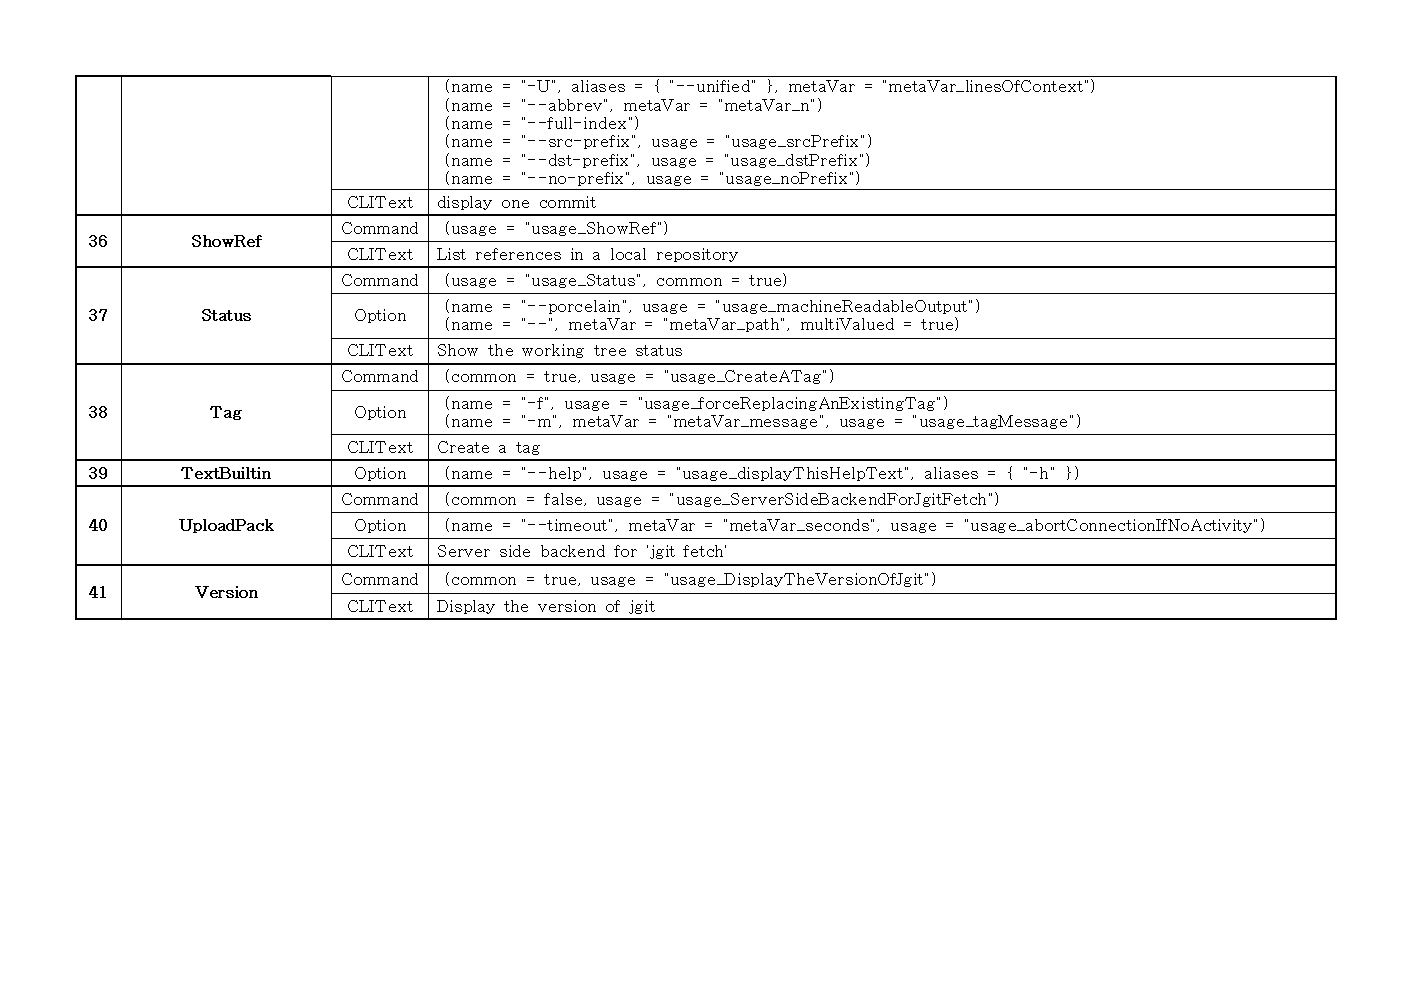 (name = "-U", aliases = { "--unified" }, metaVar = "metaVar_linesOfContext")
(name = "--abbrev", metaVar = "metaVar_n")
(name = "--full-index")
(name = "--src-prefix", usage = "usage_srcPrefix")
(name = "--dst-prefix", usage = "usage_dstPrefix")
(name = "--no-prefix", usage = "usage_noPrefix")
CLIText display one commit
36 ShowRef Command (usage = "usage_ShowRef")
CLIText List references in a local repository
37 Status Command (usage = "usage_Status", common = true)
Option (name = "--porcelain", usage = "usage_machineReadableOutput")
(name = "--", metaVar = "metaVar_path", multiValued = true)
CLIText Show the working tree status
38 Tag Command (common = true, usage = "usage_CreateATag")
Option (name = "-f", usage = "usage_forceReplacingAnExistingTag")
(name = "-m", metaVar = "metaVar_message", usage = "usage_tagMessage")
CLIText Create a tag
39 TextBuiltin Option (name = "--help", usage = "usage_displayThisHelpText", aliases = { "-h" })
40 UploadPack Command (common = false, usage = "usage_ServerSideBackendForJgitFetch")
Option (name = "--timeout", metaVar = "metaVar_seconds", usage = "usage_abortConnectionIfNoActivity")
CLIText Server side backend for 'jgit fetch'
41 Version Command (common = true, usage = "usage_DisplayTheVersionOfJgit")
CLIText Display the version of jgit